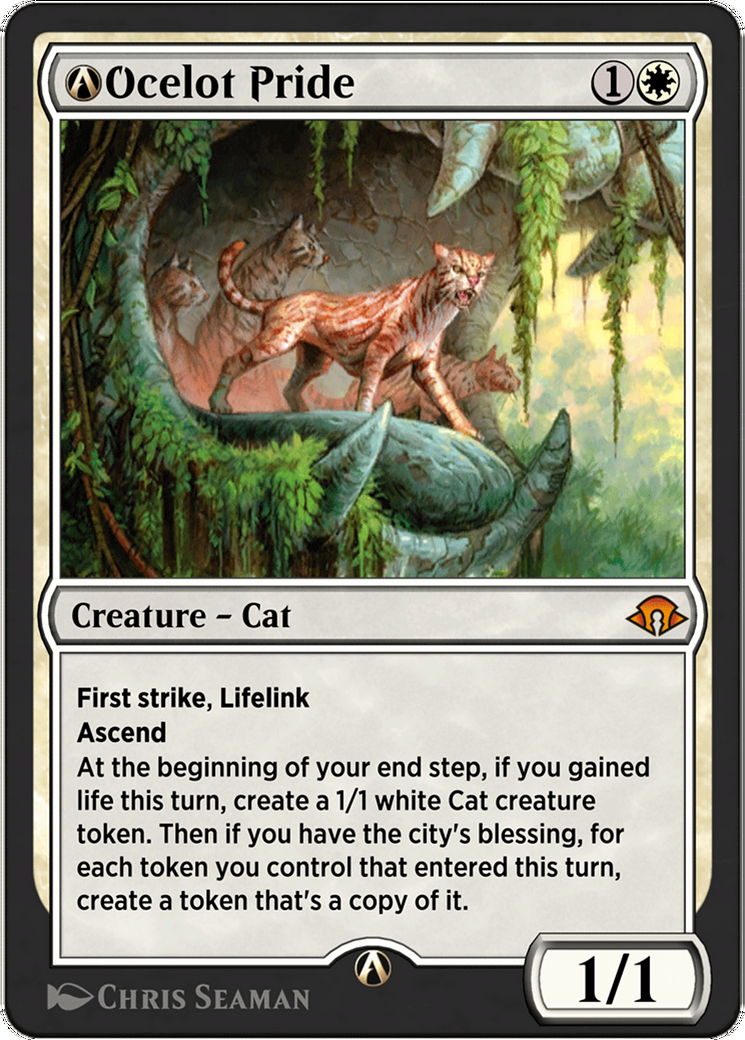 Ocelot Pride 1
Creature – Cat
First strike, Lifelink
Ascend
At the beginning of your end step, if you gained
life this turn, create a 1/1 white Cat creature
token. Then if you have the city's blessing, for
each token you control that entered this turn,
create a token that's a copy of it.
1/1
Chris Seaman